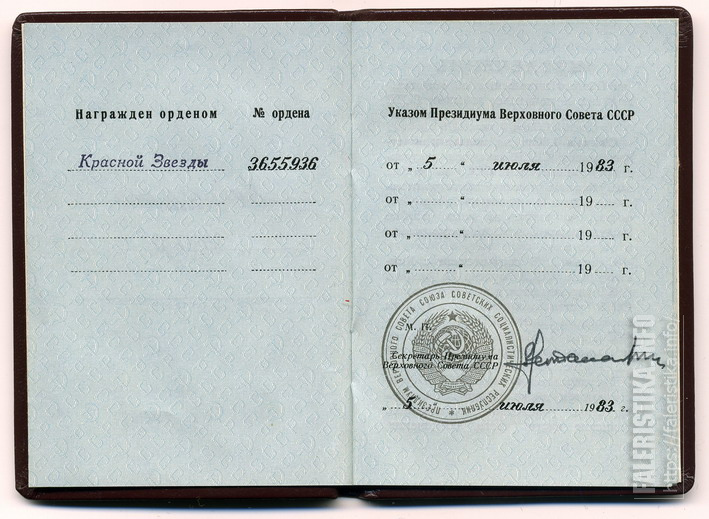 Награжден орденом № ордена
Красной Звезды 3655936
Указом Президиума Верховного Совета СССР
от „ 5 “ июля 1983 г.
от „ “ 19 г.
от „ “ 19 г.
от „ “ 19 г.
ПРЕЗИДИУМ ВЕРХОВНОГО СОВЕТА СОЮЗА СОВЕТСКИХ СОЦИАЛИСТИЧЕСКИХ РЕСПУБЛИК
М. П.
Секретарь Президиума
Верховного Совета СССР
„ 5 “ июля 1983 г.
FALERISTIKA.INFO
https://faleristika.info/